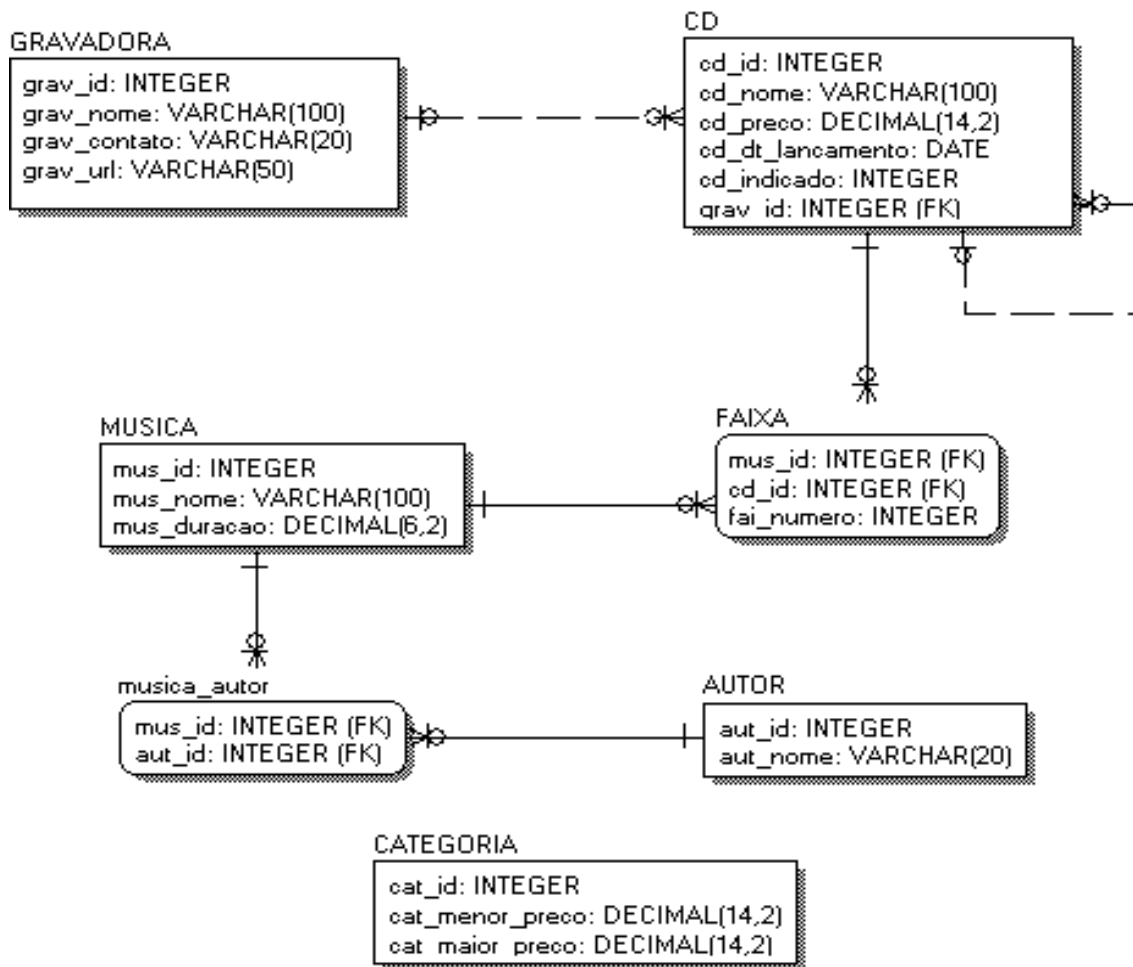 GRAVADORA
grav_id: INTEGER
grav_nome: VARCHAR(100)
grav_contato: VARCHAR(20)
grav_url: VARCHAR(50)
CD
cd_id: INTEGER
cd_nome: VARCHAR(100)
cd_preco: DECIMAL(14,2)
cd_dt_lancamento: DATE
cd_indicado: INTEGER
grav_id: INTEGER (FK)
MUSICA
mus_id: INTEGER
mus_nome: VARCHAR(100)
mus_duracao: DECIMAL(6,2)
FAIXA
mus_id: INTEGER (FK)
cd_id: INTEGER (FK)
fai_numero: INTEGER
musica_autor
mus_id: INTEGER (FK)
aut_id: INTEGER (FK)
AUTOR
aut_id: INTEGER
aut_nome: VARCHAR(20)
CATEGORIA
cat_id: INTEGER
cat_menor_preco: DECIMAL(14,2)
cat_maior_preco: DECIMAL(14,2)